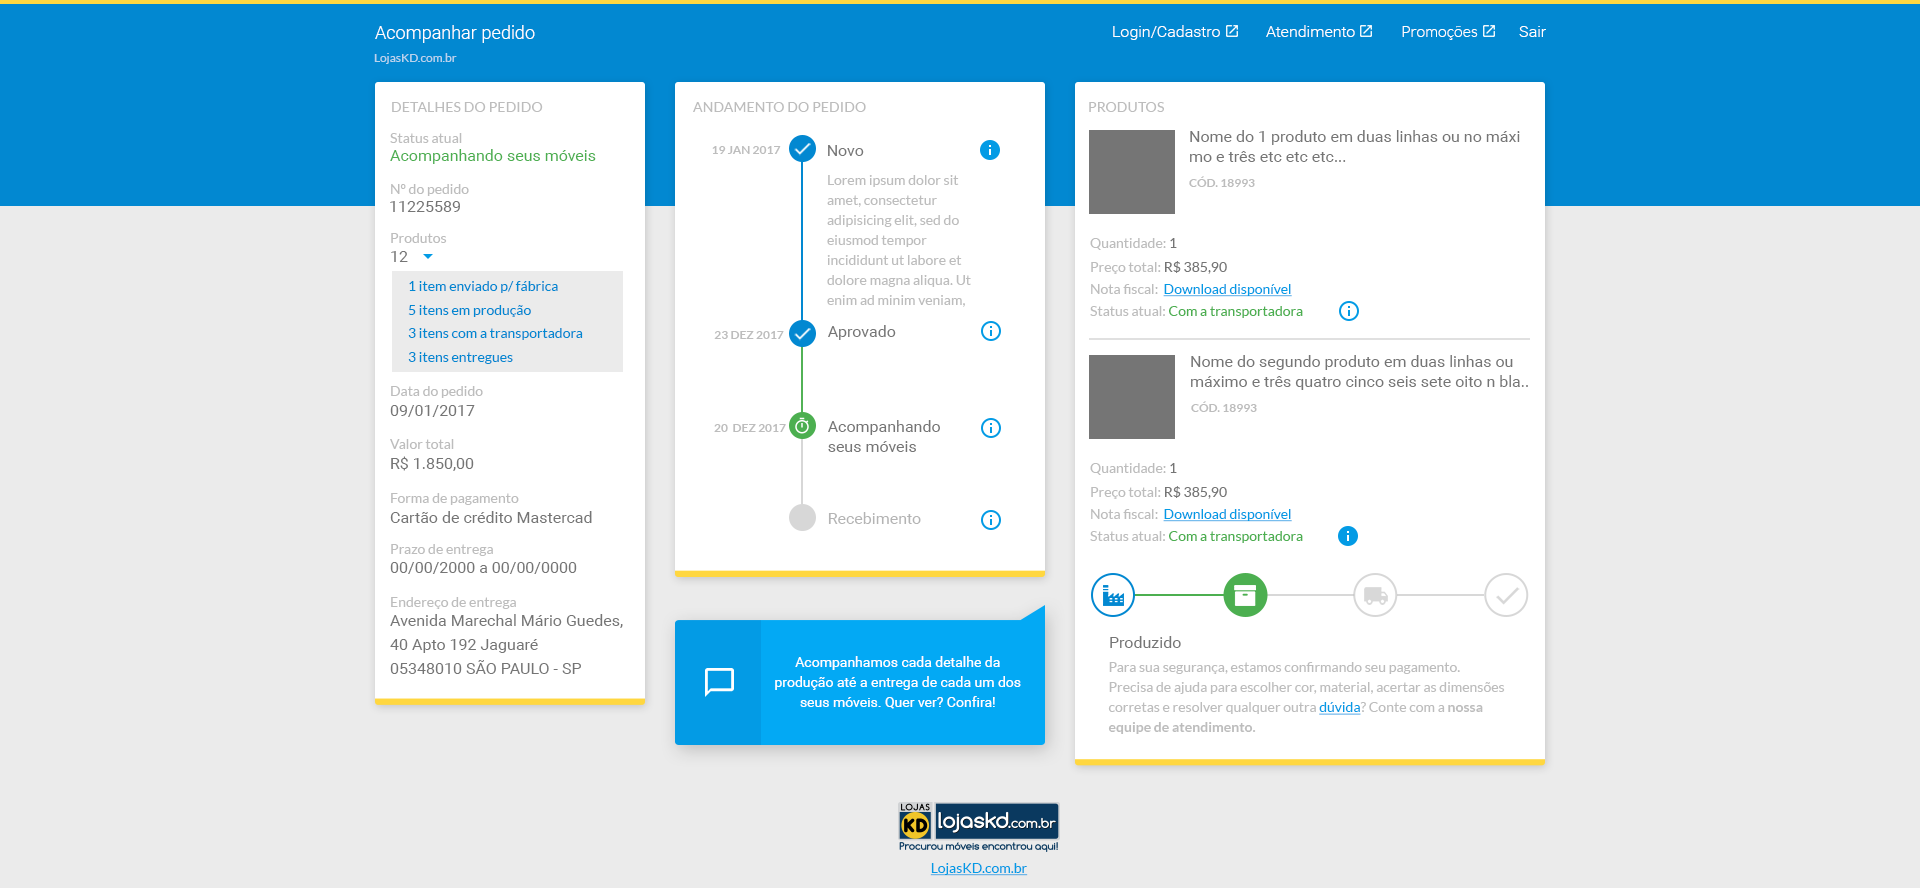 Acompanhar pedido
LojasKD.com.br
Login/Cadastro
Atendimento
Promoções
Sair
DETALHES DO PEDIDO
Status atual
Acompanhando seus móveis
Nº do pedido
11225589
Produtos
12
1 item enviado p/ fábrica
5 itens em produção
3 itens com a transportadora
3 itens entregues
Data do pedido
09/01/2017
Valor total
R$ 1.850,00
Forma de pagamento
Cartão de crédito Mastercad
Prazo de entrega
00/00/2000 a 00/00/0000
Endereço de entrega
Avenida Marechal Mário Guedes,
40 Apto 192 Jaguaré
05348010 SÃO PAULO - SP
ANDAMENTO DO PEDIDO
19 JAN 2017
Novo
Lorem ipsum dolor sit
amet, consectetur
adipisicing elit, sed do
eiusmod tempor
incididunt ut labore et
dolore magna aliqua. Ut
enim ad minim veniam,
23 DEZ 2017
Aprovado
20 DEZ 2017
Acompanhando
seus móveis
Recebimento
Acompanhamos cada detalhe da
produção até a entrega de cada um dos
seus móveis. Quer ver? Confira!
PRODUTOS
Nome do 1 produto em duas linhas ou no máxi
mo e três etc etc etc...
CÓD. 18993
Quantidade: 1
Preço total: R$ 385,90
Nota fiscal: Download disponível
Status atual: Com a transportadora
Nome do segundo produto em duas linhas ou
máximo e três quatro cinco seis sete oito n bla..
CÓD. 18993
Quantidade: 1
Preço total: R$ 385,90
Nota fiscal: Download disponível
Status atual: Com a transportadora
Produzido
Para sua segurança, estamos confirmando seu pagamento.
Precisa de ajuda para escolher cor, material, acertar as dimensões
corretas e resolver qualquer outra dúvida? Conte com a nossa
equipe de atendimento.
LOJAS
KD
lojaskd.com.br
Procurou móveis encontrou aqui!
LojasKD.com.br